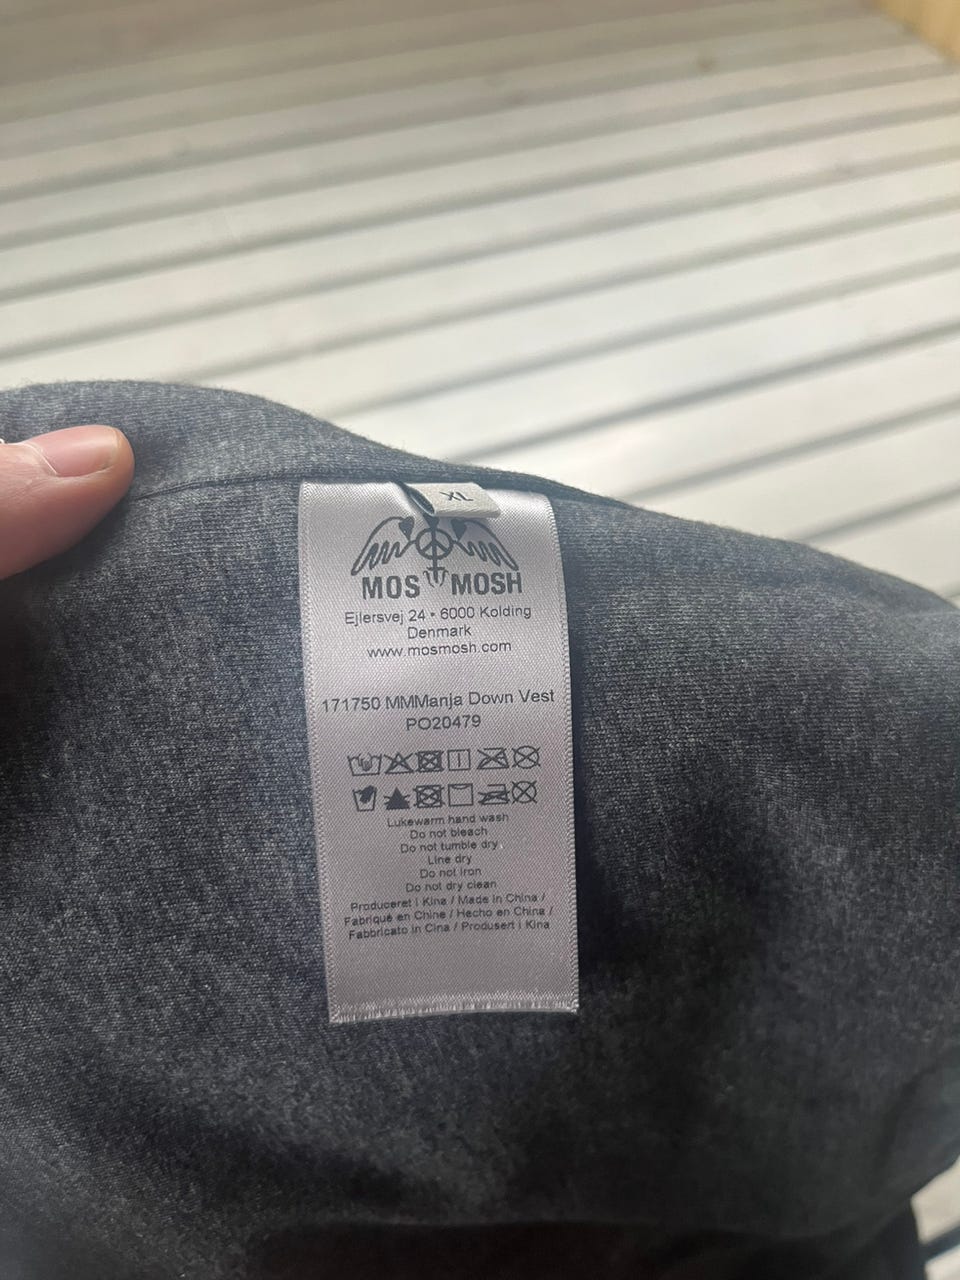 XL
MOS MOSH
Ejlersvej 24 • 6000 Kolding
Denmark
www.mosmosh.com
171750 MMManja Down Vest
PO20479
Lukewarm hand wash
Do not bleach
Do not tumble dry
Line dry
Do not iron
Do not dry clean
Produceret i Kina / Made in China /
Fabriqué en Chine / Hecho en China /
Fabbricato in Cina / Produsert i Kina